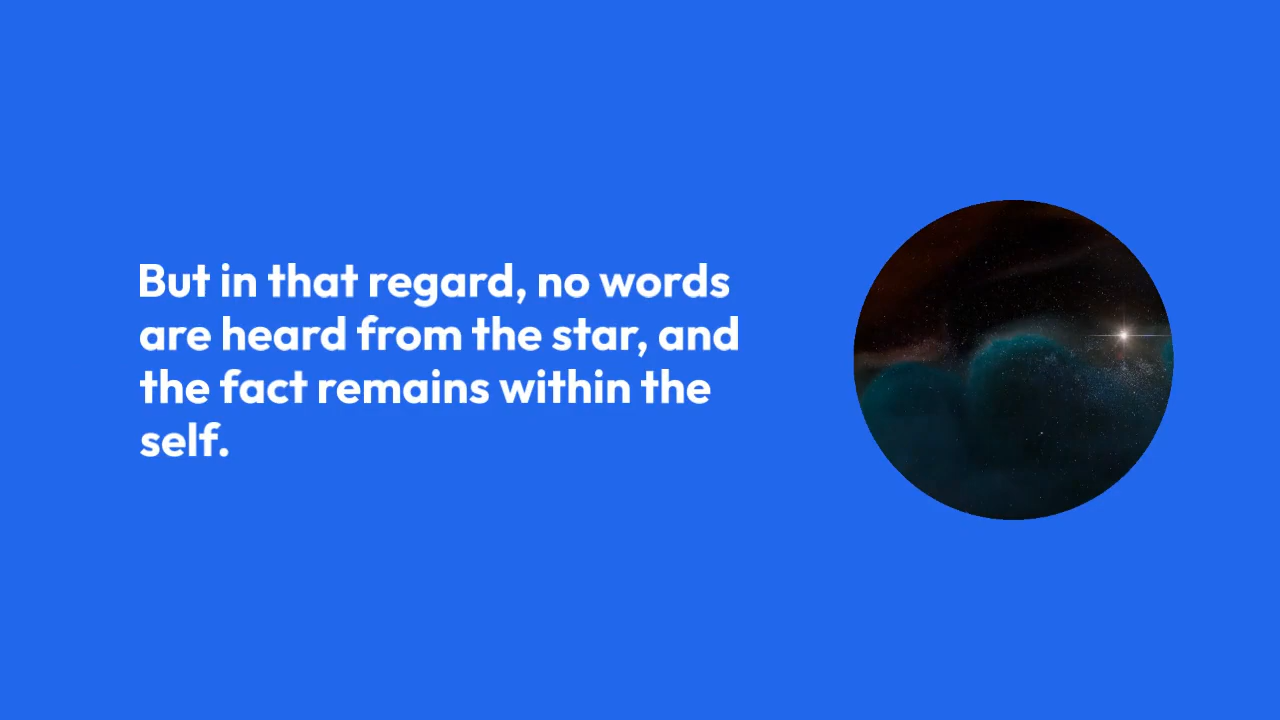 But in that regard, no words
are heard from the star, and
the fact remains within the
self.